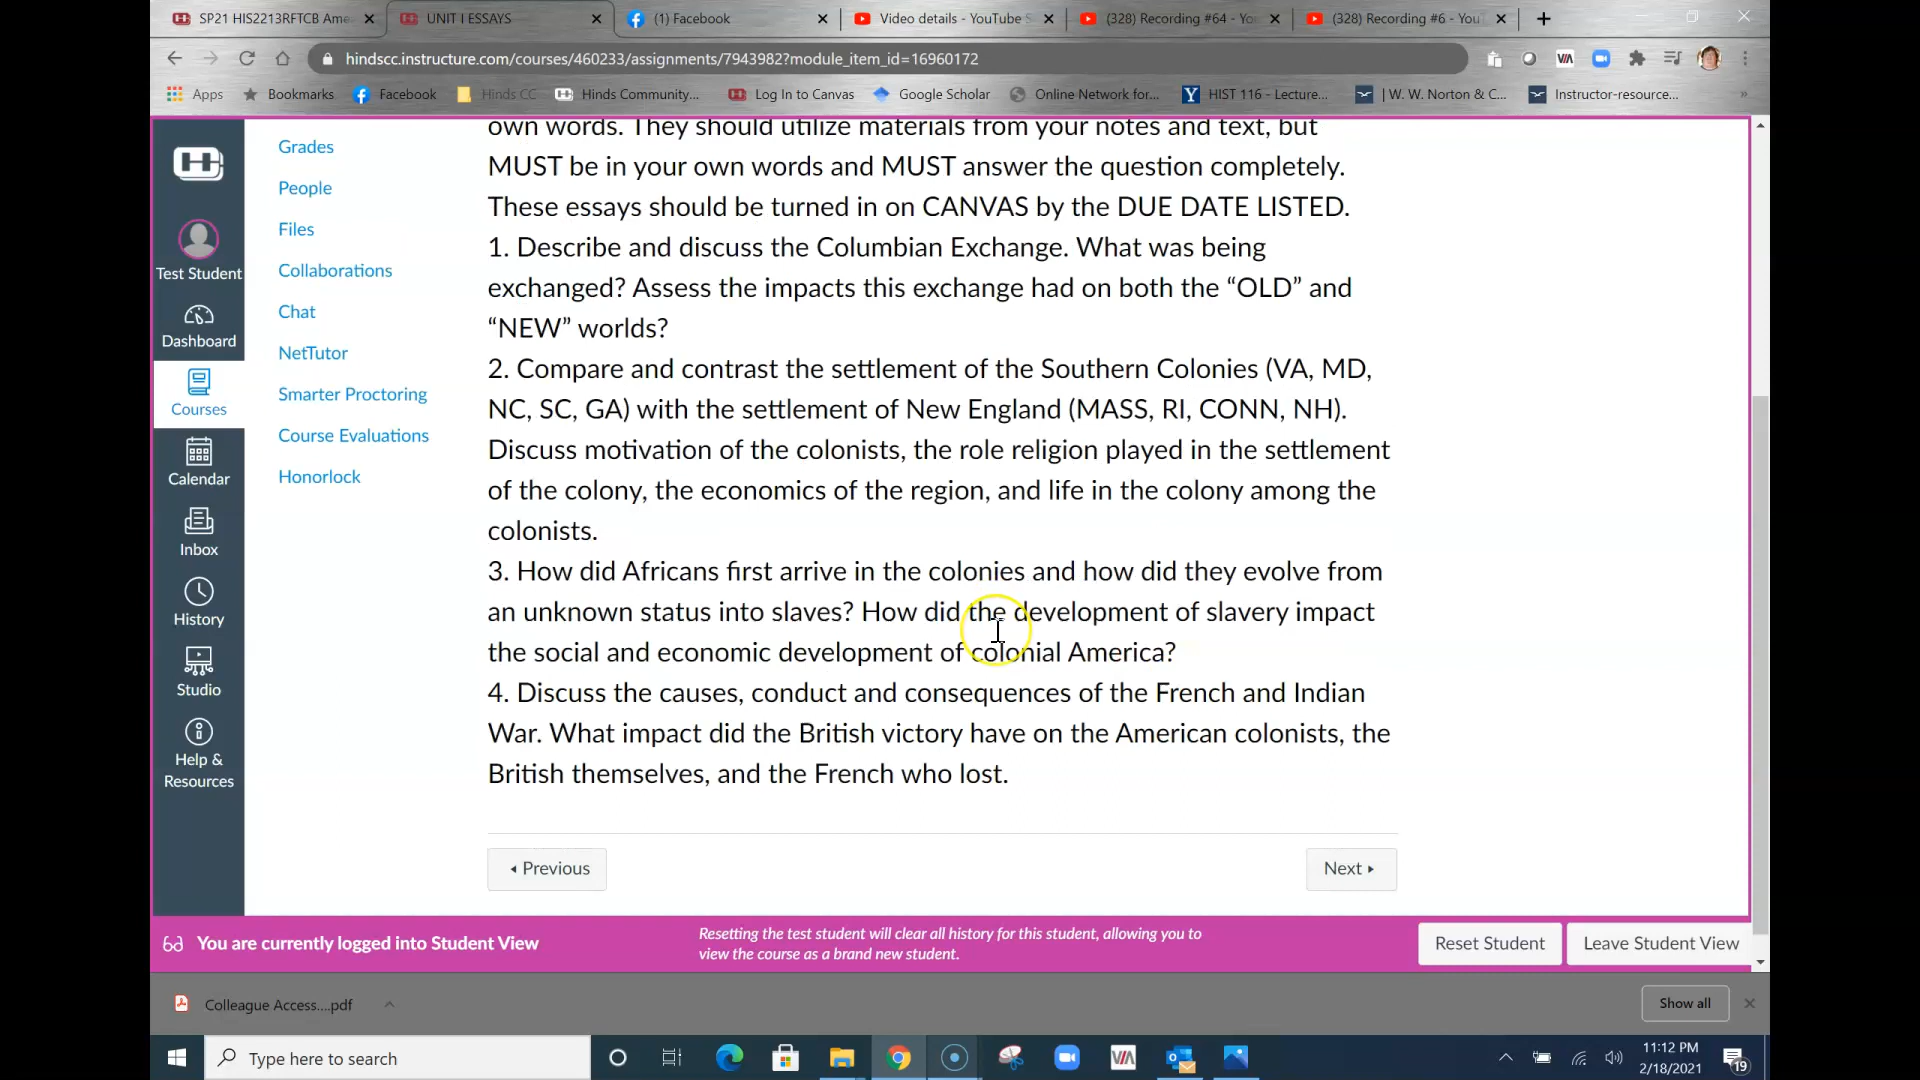 SP21 HIS2213RFTCB Ame
UNIT I ESSAYS
(1) Facebook
Video details - YouTube S
(328) Recording #64 - Yo
(328) Recording #6 - You
hindscc.instructure.com/courses/460233/assignments/7943982?module_item_id=16960172
Apps
Bookmarks
Facebook
Hinds CC
Hinds Community...
Log In to Canvas
Google Scholar
Online Network for...
HIST 116 - Lecture...
| W. W. Norton & C...
Instructor-resource...
»
Test Student
Dashboard
Courses
Calendar
Inbox
History
Studio
Help &
Resources
Grades
People
Files
Collaborations
Chat
NetTutor
Smarter Proctoring
Course Evaluations
Honorlock
own words. They should utilize materials from your notes and text, but
MUST be in your own words and MUST answer the question completely.
These essays should be turned in on CANVAS by the DUE DATE LISTED.
1. Describe and discuss the Columbian Exchange. What was being
exchanged? Assess the impacts this exchange had on both the “OLD” and
“NEW” worlds?
2. Compare and contrast the settlement of the Southern Colonies (VA, MD,
NC, SC, GA) with the settlement of New England (MASS, RI, CONN, NH).
Discuss motivation of the colonists, the role religion played in the settlement
of the colony, the economics of the region, and life in the colony among the
colonists.
3. How did Africans first arrive in the colonies and how did they evolve from
an unknown status into slaves? How did the development of slavery impact
the social and economic development of colonial America?
4. Discuss the causes, conduct and consequences of the French and Indian
War. What impact did the British victory have on the American colonists, the
British themselves, and the French who lost.
Previous
Next
You are currently logged into Student View
Resetting the test student will clear all history for this student, allowing you to
view the course as a brand new student.
Reset Student
Leave Student View
Colleague Access....pdf
Show all
Type here to search
VIA
11:12 PM
2/18/2021
19